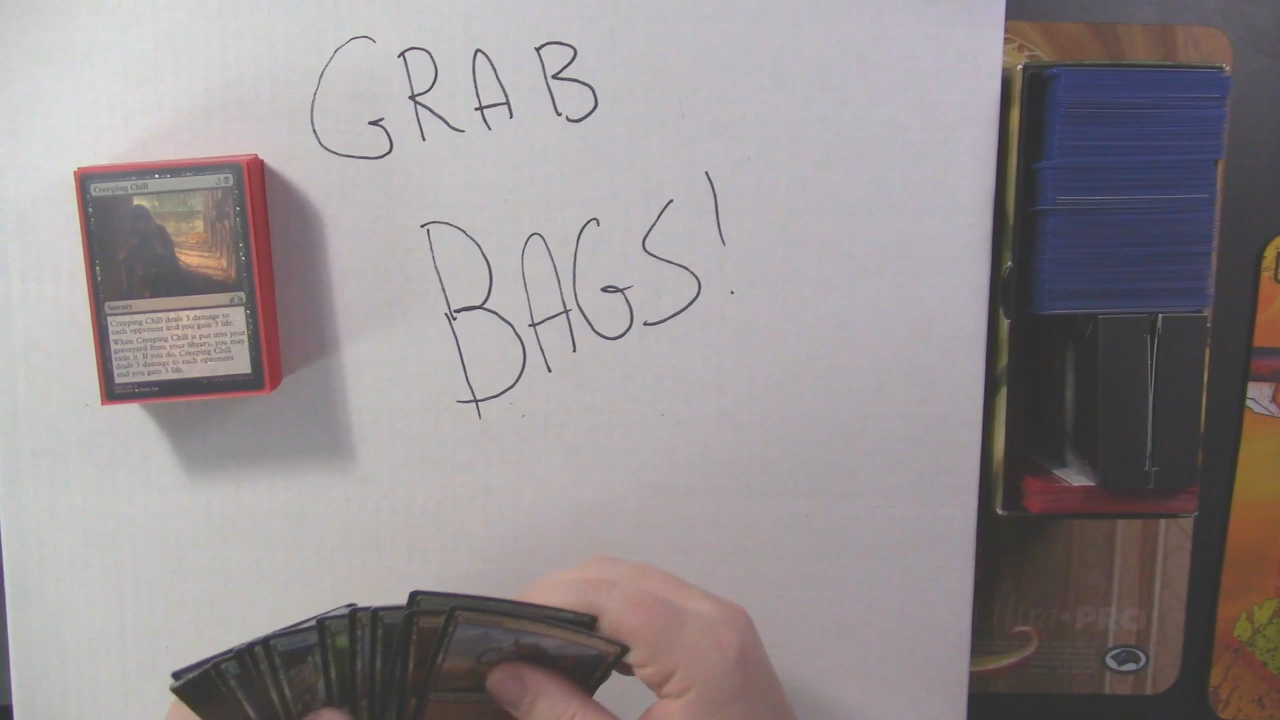 GRAB
BAGS!
Creeping Chill
3
Sorcery
Creeping Chill deals 3 damage to
each opponent and you gain 3 life.
When Creeping Chill is put into your
graveyard from your library, you may
exile it. If you do, Creeping Chill
deals 3 damage to each opponent
and you gain 3 life.
Ultra·PRO